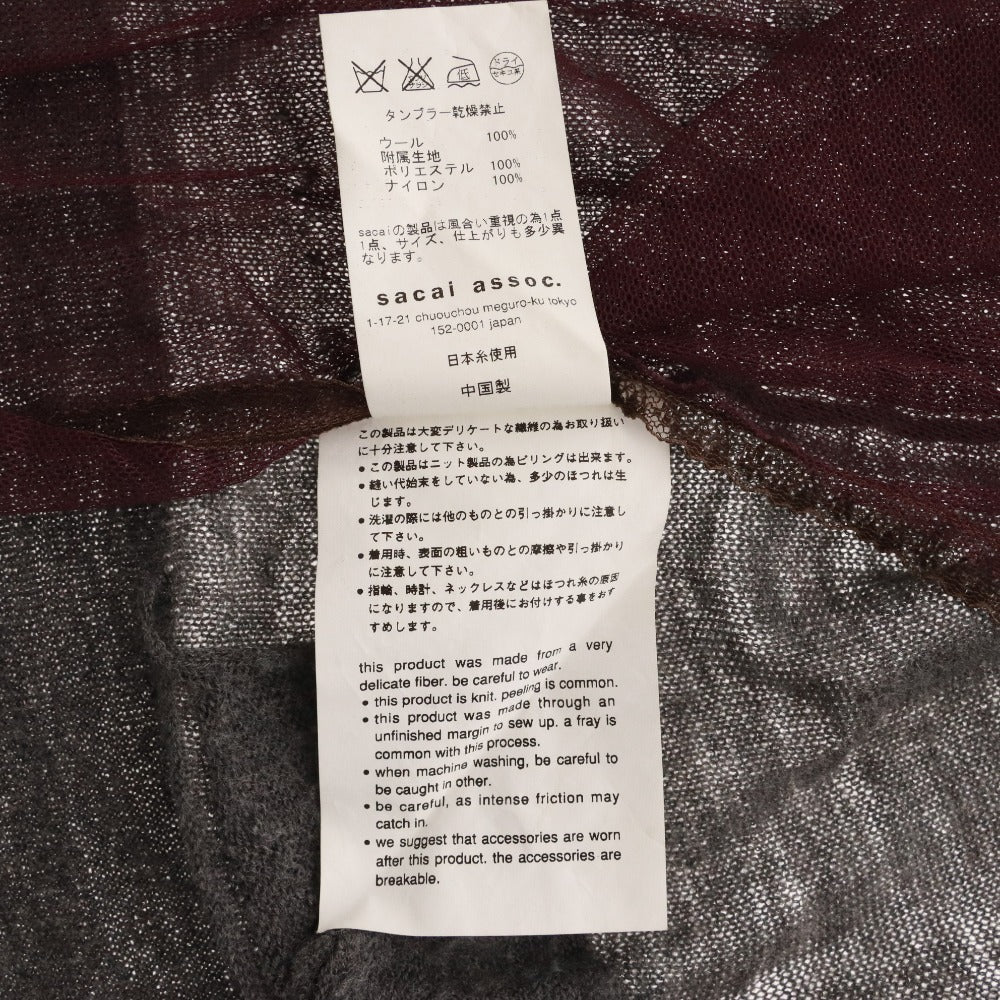 低
ドライ
セキユ系
タンブラー乾燥禁止
ウール 100%
附属生地
ポリエステル 100%
ナイロン 100%
sacaiの製品は風合い重視の為1点
1点、サイズ、仕上がりも多少異
なります。
sacai assoc.
1-17-21 chuouchou meguro-ku tokyo
152-0001 japan
日本糸使用
中国製
この製品は大変デリケートな繊維の為お取り扱い
に十分注意して下さい。
● この製品はニット製品の為ピリングは出来ます。
● 縫い代始末をしていない為、多少のほつれは生
じます。
● 洗濯の際には他のものとの引っ掛かりに注意し
て下さい。
● 着用時、表面の粗いものとの摩擦や引っ掛かり
に注意して下さい。
● 指輪、時計、ネックレスなどはほつれ糸の原因
になりますので、着用後にお付けする事をおす
すめします。
this product was made from a very
delicate fiber. be careful to wear.
● this product is knit. peeling is common.
● this product was made through an
unfinished margin to sew up. a fray is
common with this process.
● when machine washing, be careful to
be caught in other.
● be careful, as intense friction may
catch in.
● we suggest that accessories are worn
after this product. the accessories are
breakable.